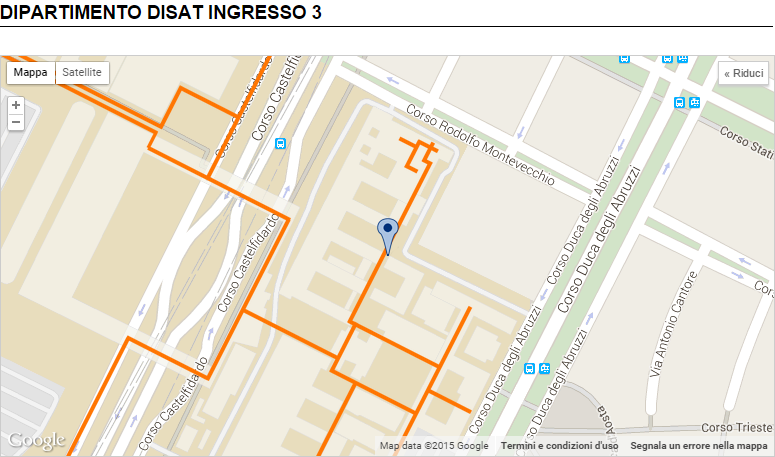 DIPARTIMENTO DISAT INGRESSO 3
Mappa
Satellite
« Riduci
+
−
Corso Castelfidardo
Corso Castelfidardo
Corso Rodolfo Montevecchio
Corso Stati
Corso Duca degli Abruzzi
Corso Duca degli Abruzzi
Corso Castelfidardo
Corso
Via Antonio Cantore
Corso Duca degli Abruzzi
Corso Duca degli Abruzzi
Corso Castelfidardo
Aosta
Corso Trieste
Google
Map data ©2015 Google
Termini e condizioni d'uso
Segnala un errore nella mappa